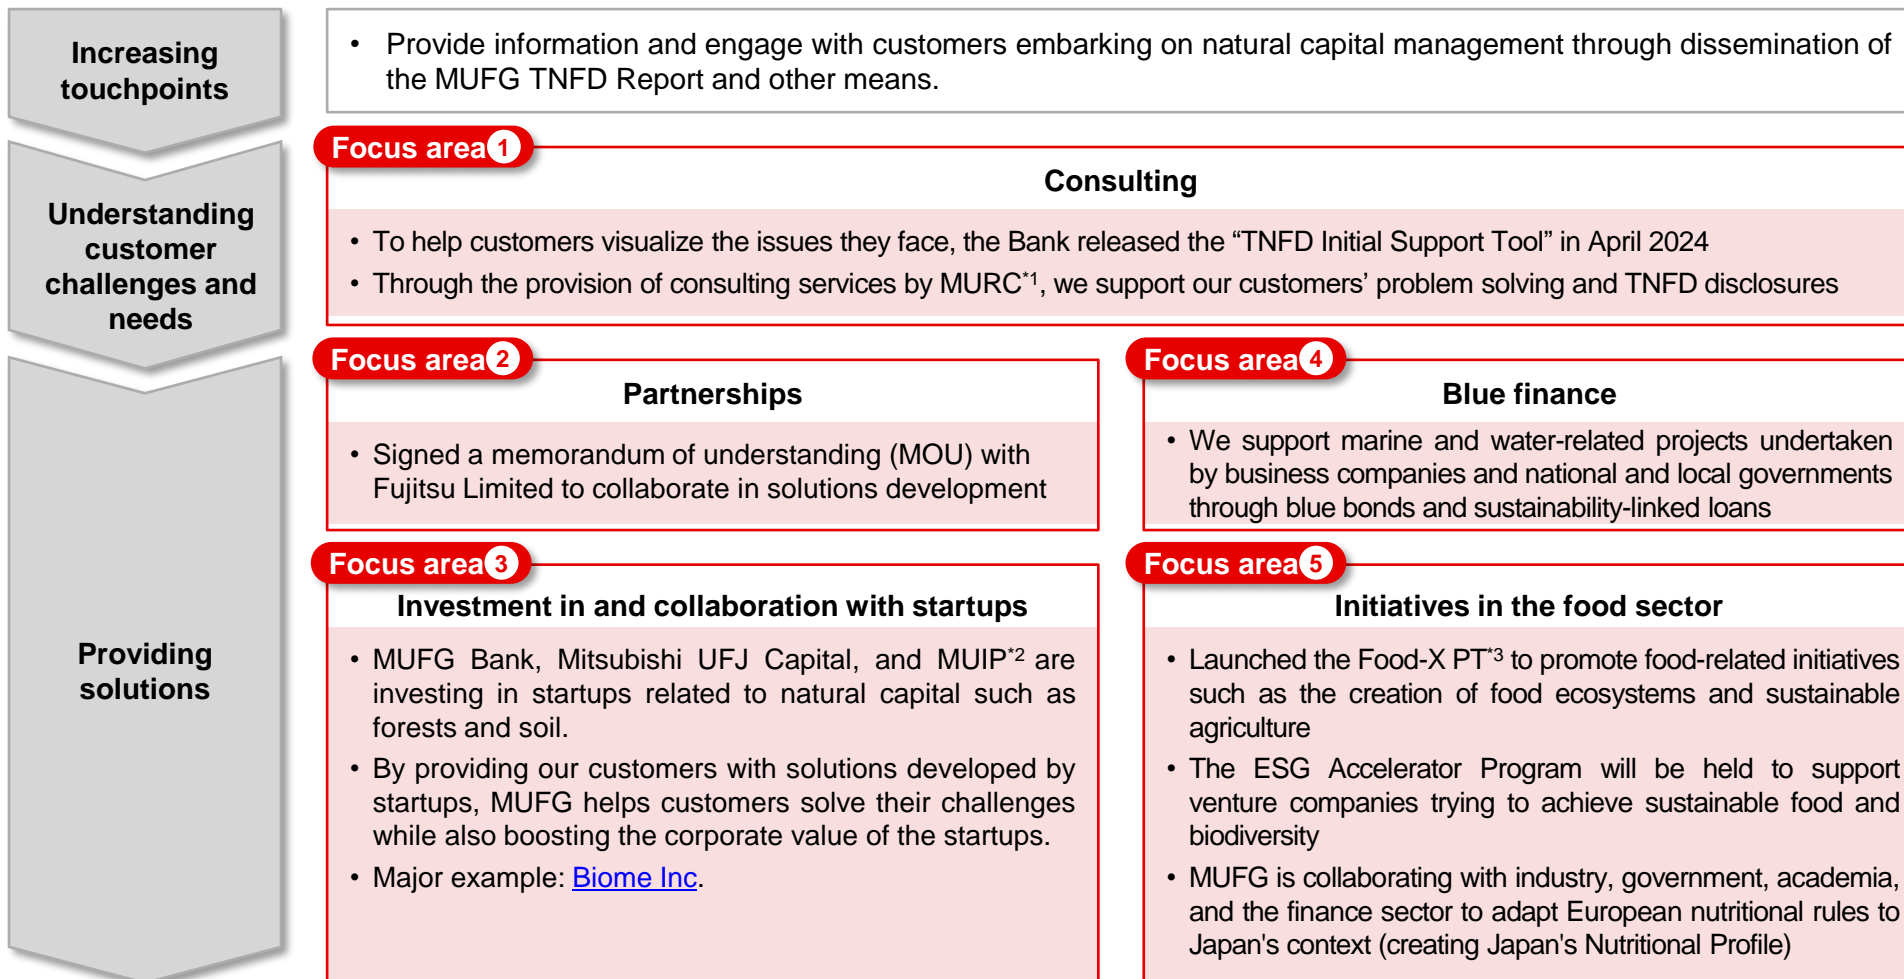 Increasing
touchpoints
• Provide information and engage with customers embarking on natural capital management through dissemination of
the MUFG TNFD Report and other means.
Understanding
customer
challenges and
needs
Focus area 1
Consulting
• To help customers visualize the issues they face, the Bank released the “TNFD Initial Support Tool” in April 2024
• Through the provision of consulting services by MURC*1, we support our customers’ problem solving and TNFD disclosures
Providing
solutions
Focus area 2
Partnerships
• Signed a memorandum of understanding (MOU) with
Fujitsu Limited to collaborate in solutions development
Focus area 3
Investment in and collaboration with startups
• MUFG Bank, Mitsubishi UFJ Capital, and MUIP*2 are
investing in startups related to natural capital such as
forests and soil.
• By providing our customers with solutions developed by
startups, MUFG helps customers solve their challenges
while also boosting the corporate value of the startups.
• Major example: Biome Inc.
Focus area 4
Blue finance
• We support marine and water-related projects undertaken
by business companies and national and local governments
through blue bonds and sustainability-linked loans
Focus area 5
Initiatives in the food sector
• Launched the Food-X PT*3 to promote food-related initiatives
such as the creation of food ecosystems and sustainable
agriculture
• The ESG Accelerator Program will be held to support
venture companies trying to achieve sustainable food and
biodiversity
• MUFG is collaborating with industry, government, academia,
and the finance sector to adapt European nutritional rules to
Japan's context (creating Japan's Nutritional Profile)